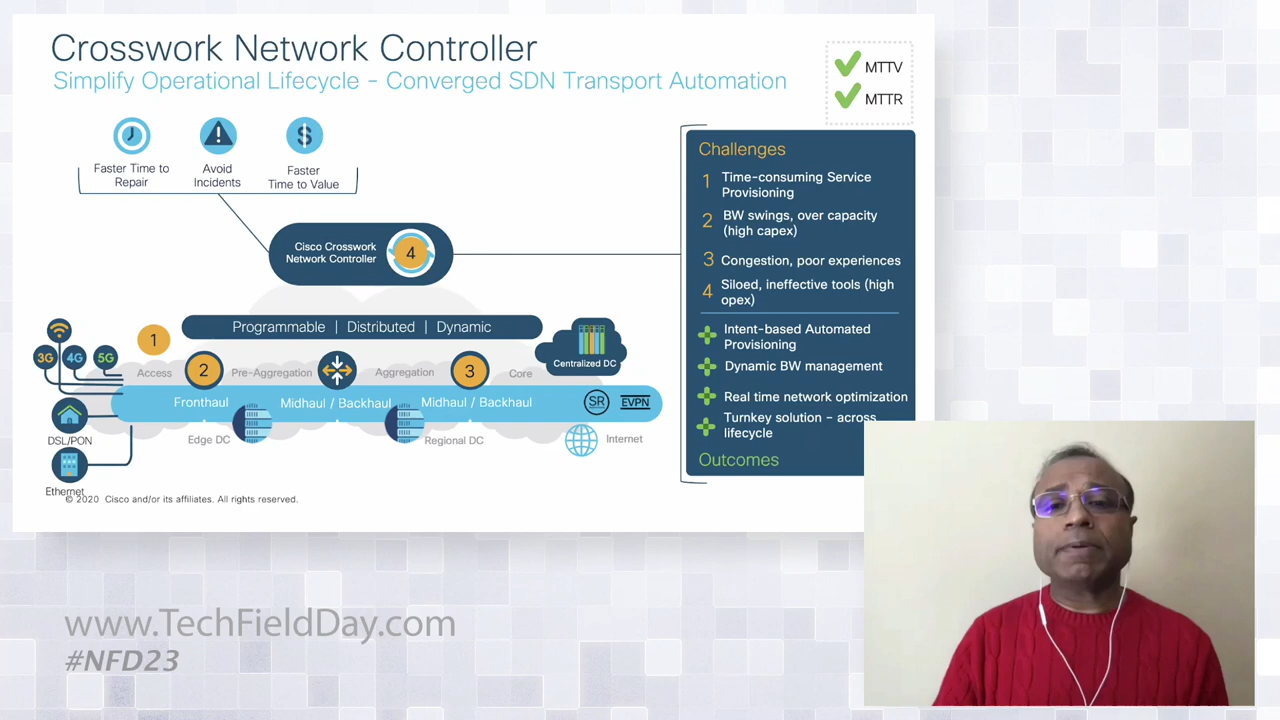 Crosswork Network Controller
Simplify Operational Lifecycle – Converged SDN Transport Automation
MTTV
MTTR
Faster Time to
Repair
Avoid
Incidents
Faster
Time to Value
Cisco Crosswork
Network Controller
4
Challenges
1 Time-consuming Service
Provisioning
2 BW swings, over capacity
(high capex)
3 Congestion, poor experiences
4 Siloed, ineffective tools (high
opex)
Intent-based Automated
Provisioning
Dynamic BW management
Real time network optimization
Turnkey solution – across
lifecycle
Outcomes
Programmable | Distributed | Dynamic
Centralized DC
3G 4G 5G
1
Access
2
Pre-Aggregation
Aggregation
3
Core
Fronthaul
Midhaul / Backhaul
Midhaul / Backhaul
SR
EVPN
DSL/PON
Edge DC
Regional DC
Internet
Ethernet
© 2020 Cisco and/or its affiliates. All rights reserved.
www.TechFieldDay.com
#NFD23